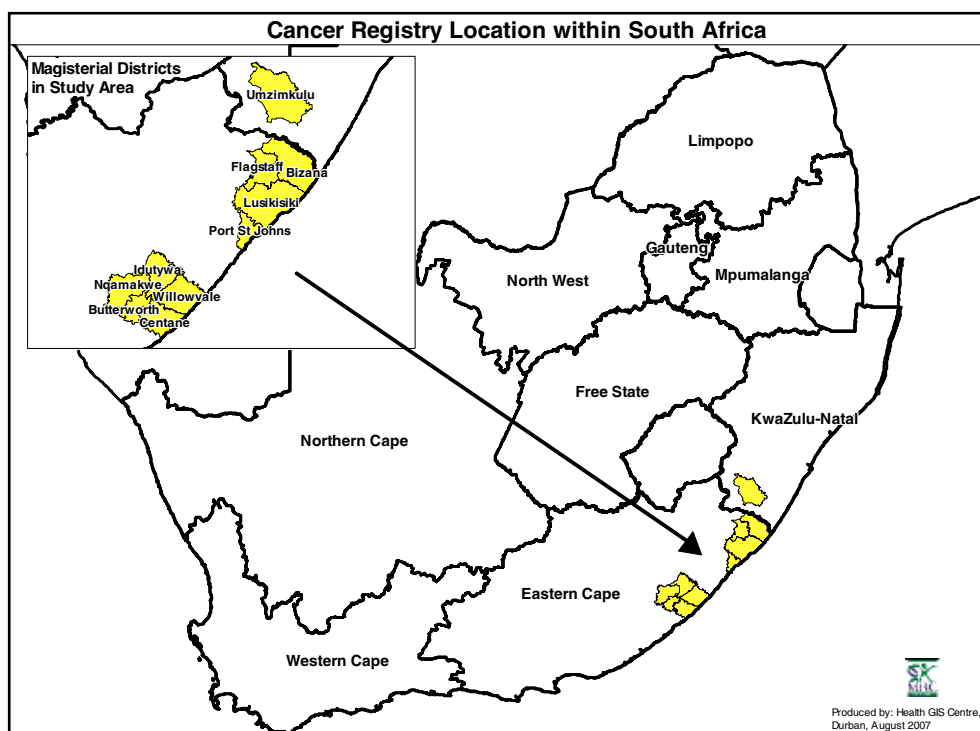 Cancer Registry Location within South Africa
Magisterial Districts
in Study Area
Umzimkulu
Flagstaff
Bizana
Lusikisiki
Port St Johns
Idutywa
Nqamakwe
Willowvale
Butterworth
Centane
Limpopo
Gauteng
North West
Mpumalanga
Free State
KwaZulu-Natal
Northern Cape
Eastern Cape
Western Cape
MRC
Produced by: Health GIS Centre,
Durban, August 2007